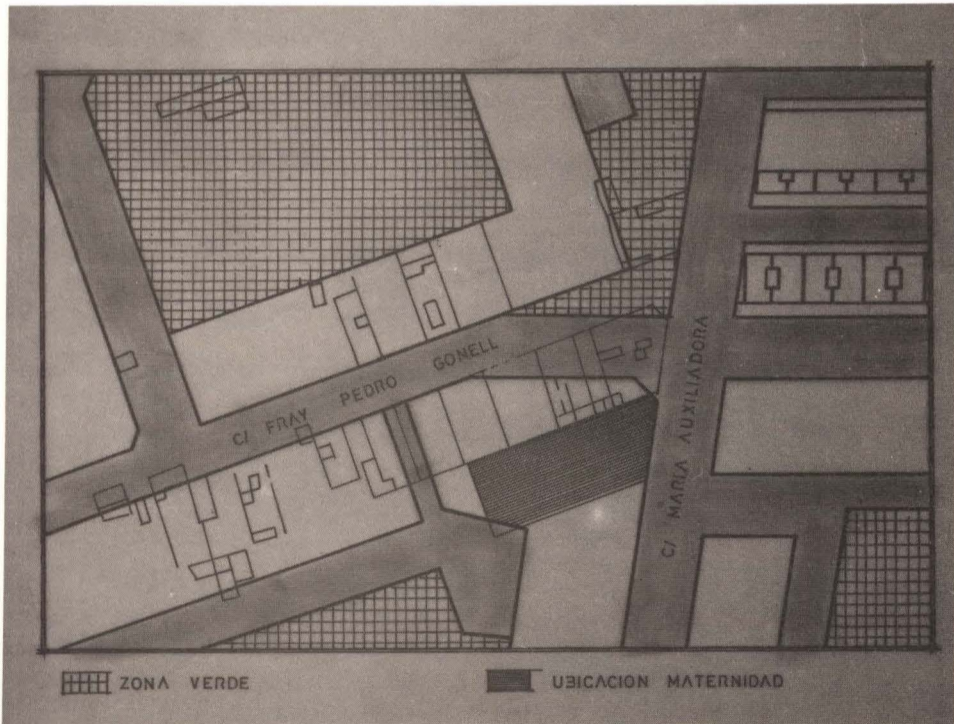 C/ FRAY PEDRO GONELL
C/ MARIA AUXILIADORA
ZONA VERDE
UBICACION MATERNIDAD